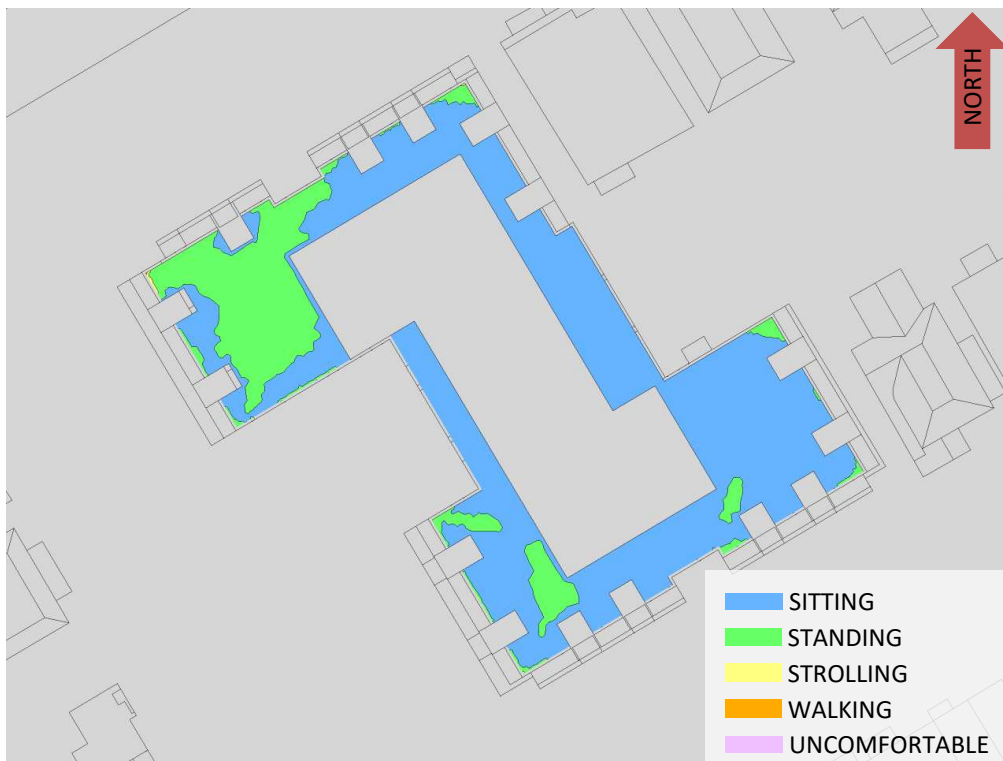 NORTH
SITTING
STANDING
STROLLING
WALKING
UNCOMFORTABLE